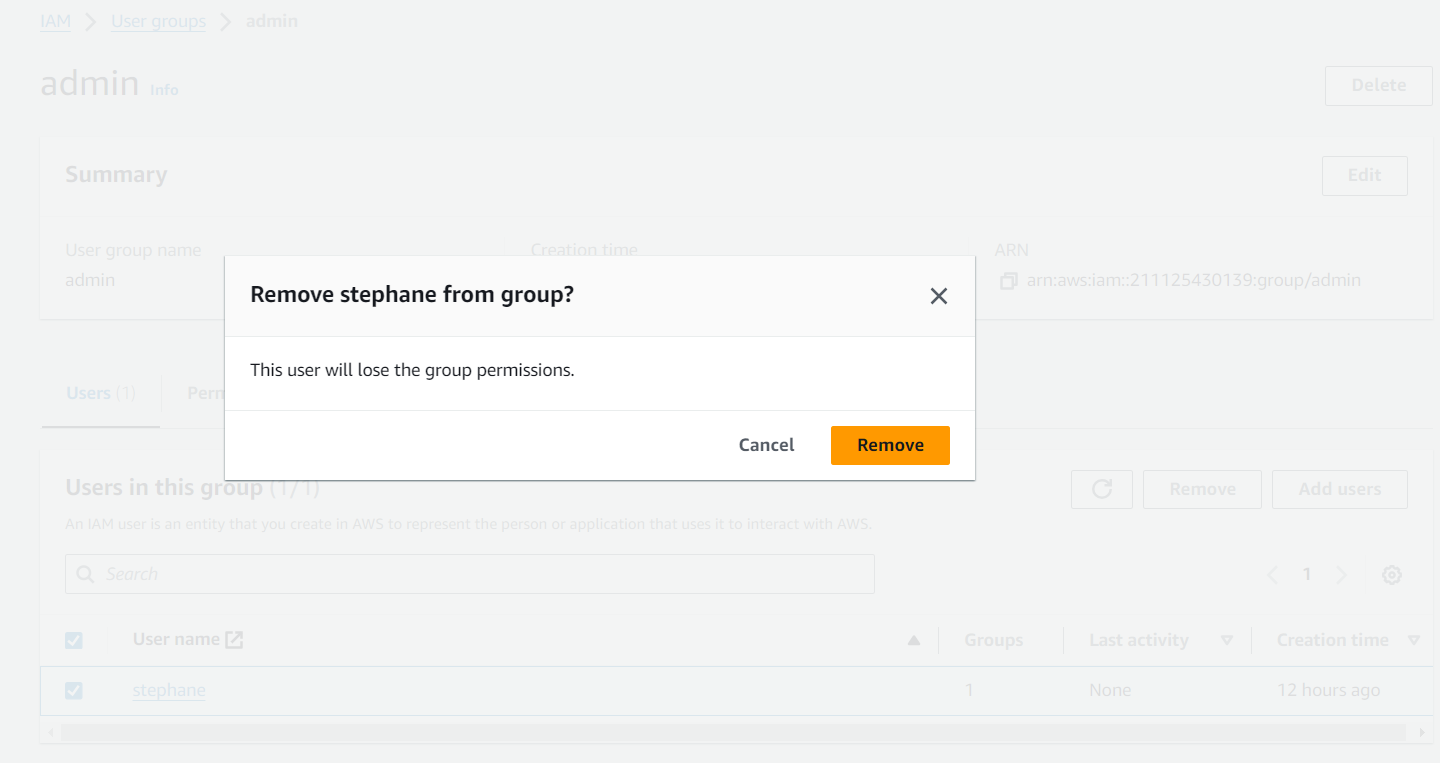 IAM > User groups > admin
admin Info
Delete
Summary
Edit
User group name
Creation time
ARN
admin
arn:aws:iam::211125430139:group/admin
Remove stephane from group?
This user will lose the group permissions.
Cancel
Remove
Users (1)
Perm
Users in this group (1/1)
Remove
Add users
An IAM user is an entity that you create in AWS to represent the person or application that uses it to interact with AWS.
Search
1
User name
Groups
Last activity
Creation time
stephane
1
None
12 hours ago